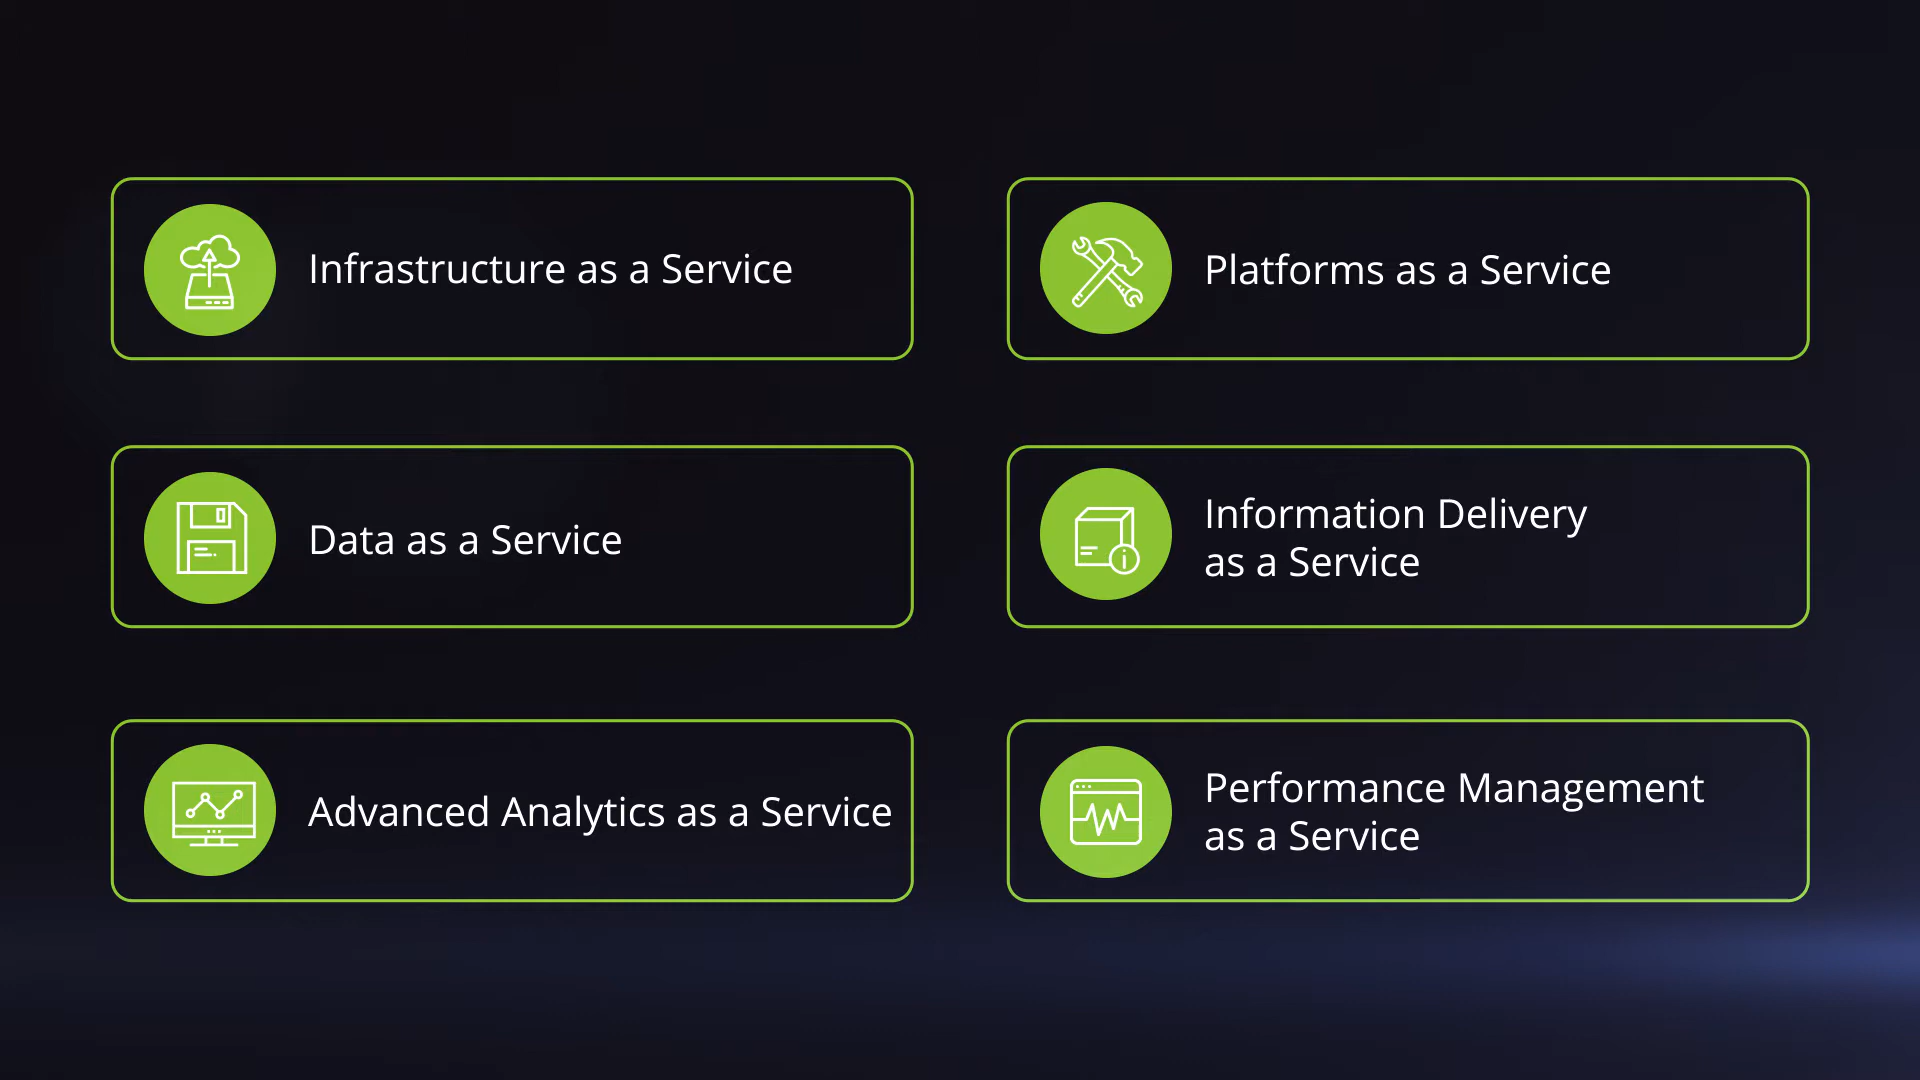 Infrastructure as a Service
Platforms as a Service
Data as a Service
Information Delivery
as a Service
Advanced Analytics as a Service
Performance Management
as a Service